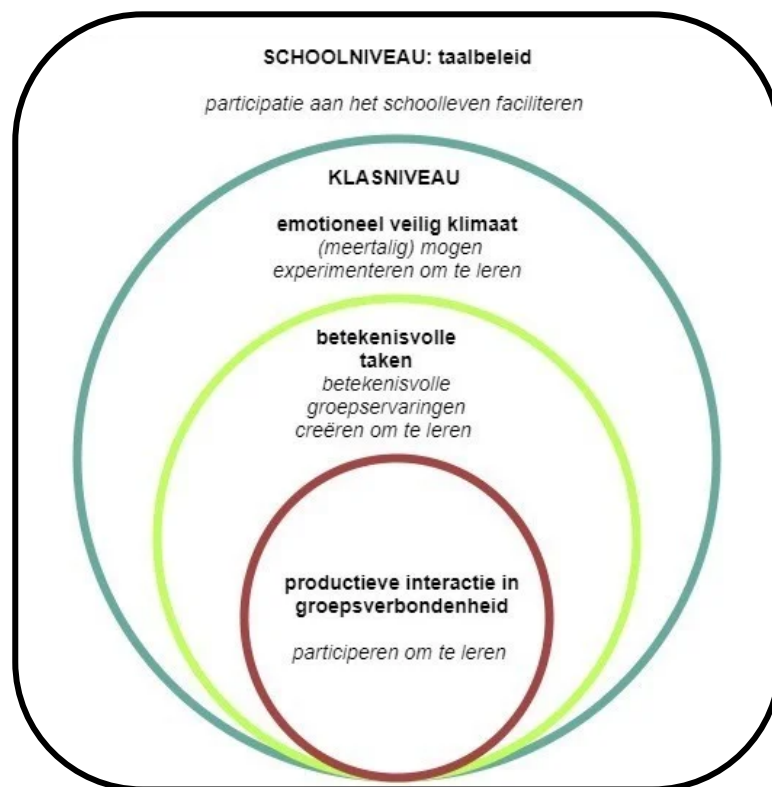 SCHOOLNIVEAU: taalbeleid
participatie aan het schoolleven faciliteren
KLASNIVEAU
emotioneel veilig klimaat
(meertalig) mogen
experimenteren om te leren
betekenisvolle
taken
betekenisvolle
groepservaringen
creëren om te leren
productieve interactie in
groepsverbondenheid
participeren om te leren